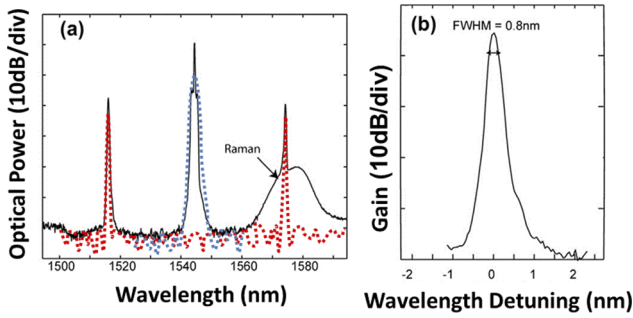 (a)
Optical Power (10dB/div)
Raman
1500 1520 1540 1560 1580
Wavelength (nm)
(b)
FWHM = 0.8nm
Gain (10dB/div)
-2 -1 0 1 2
Wavelength Detuning (nm)